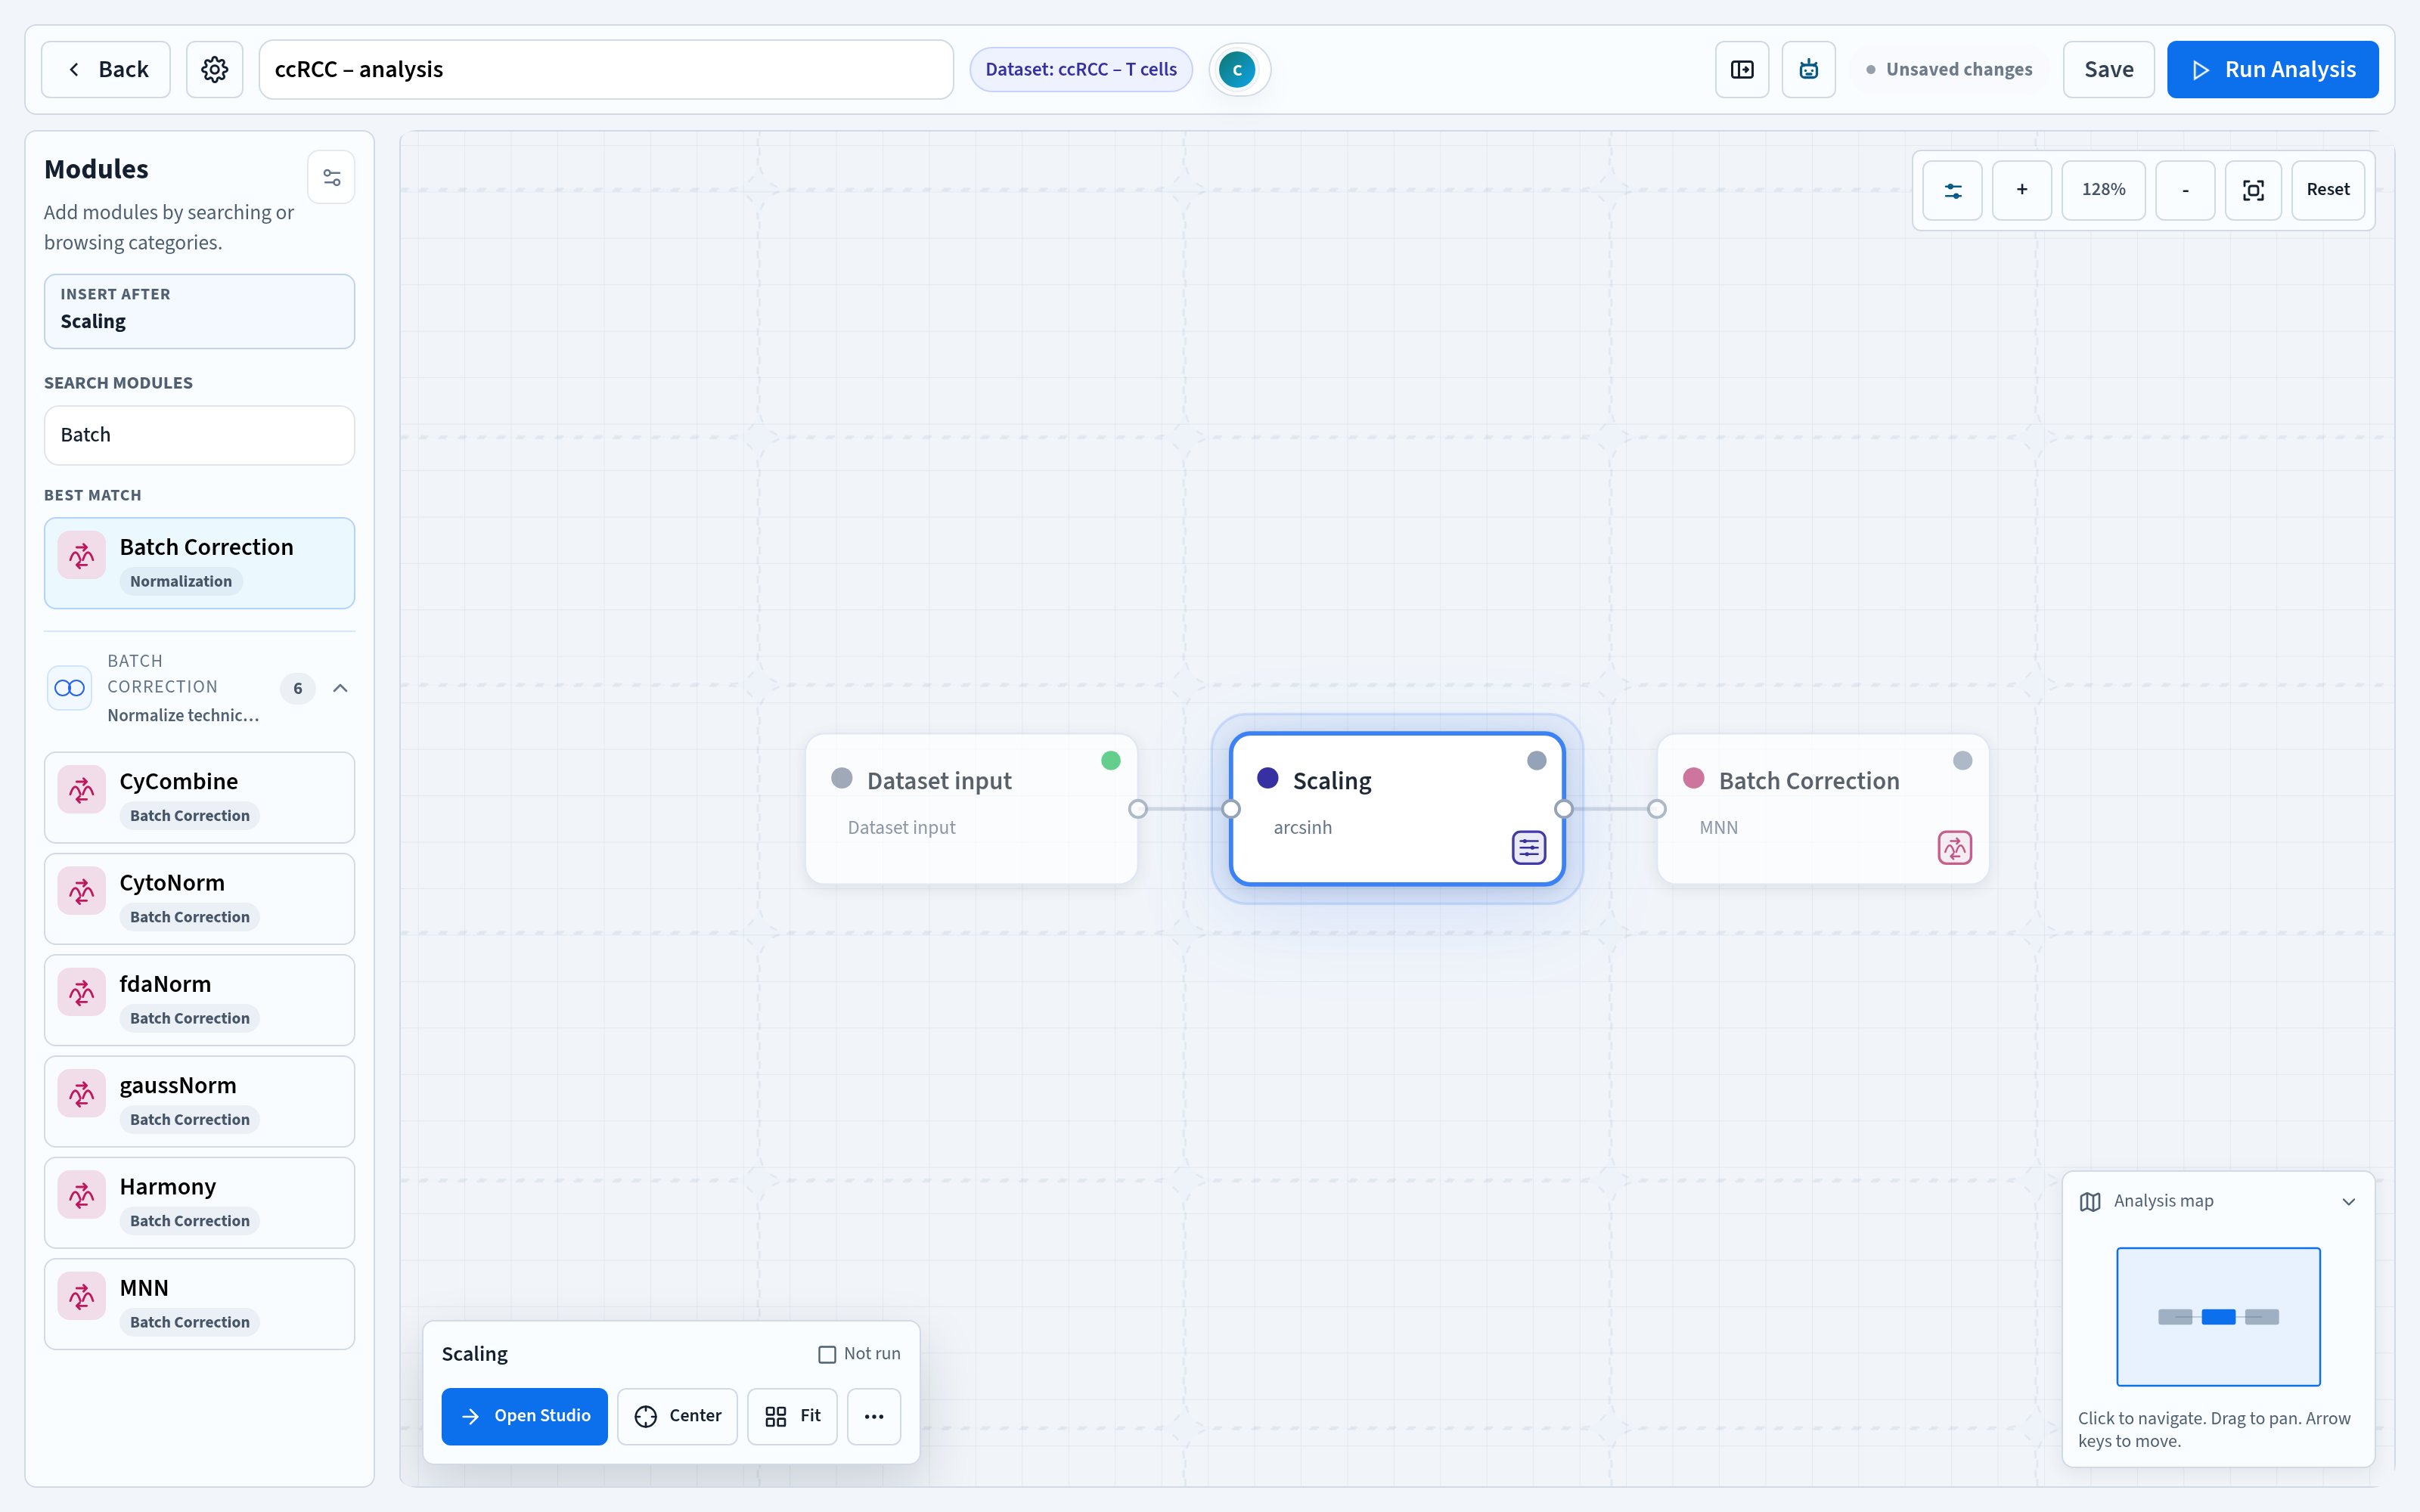 Back
ccRCC – analysis
Dataset: ccRCC – T cells
C
Unsaved changes
Save
Run Analysis
Modules
Add modules by searching or
browsing categories.
INSERT AFTER
Scaling
SEARCH MODULES
Batch
BEST MATCH
Batch Correction
Normalization
BATCH
CORRECTION
Normalize technic...
6
CyCombine
Batch Correction
CytoNorm
Batch Correction
fdaNorm
Batch Correction
gaussNorm
Batch Correction
Harmony
Batch Correction
MNN
Batch Correction
+
128%
-
Reset
Dataset input
Dataset input
Scaling
arcsinh
Batch Correction
MNN
Scaling
Not run
Open Studio
Center
Fit
Analysis map
Click to navigate. Drag to pan. Arrow
keys to move.